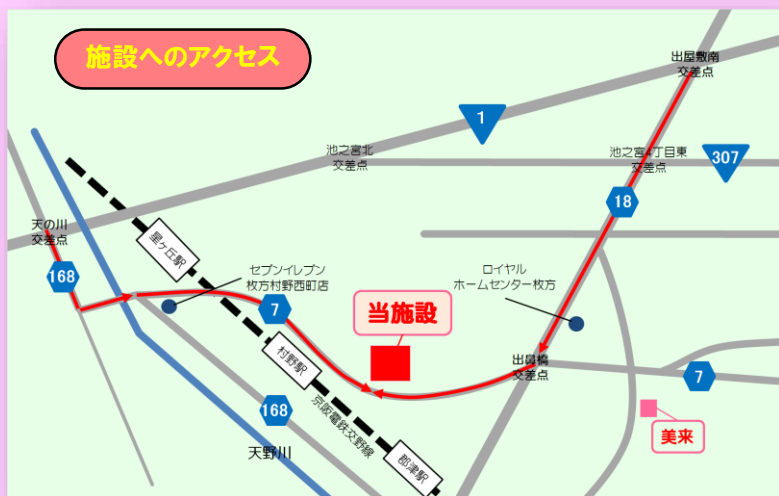 施設へのアクセス
出屋敷南
交差点
1
池之宮北
交差点
池之宮4丁目東
交差点
307
18
天の川
交差点
星ヶ丘駅
168
セブンイレブン
枚方村野西町店
ロイヤル
ホームセンター枚方
7
当施設
村野駅
出鼻橋
交差点
7
京阪電鉄交野線
168
美来
天野川
郡津駅